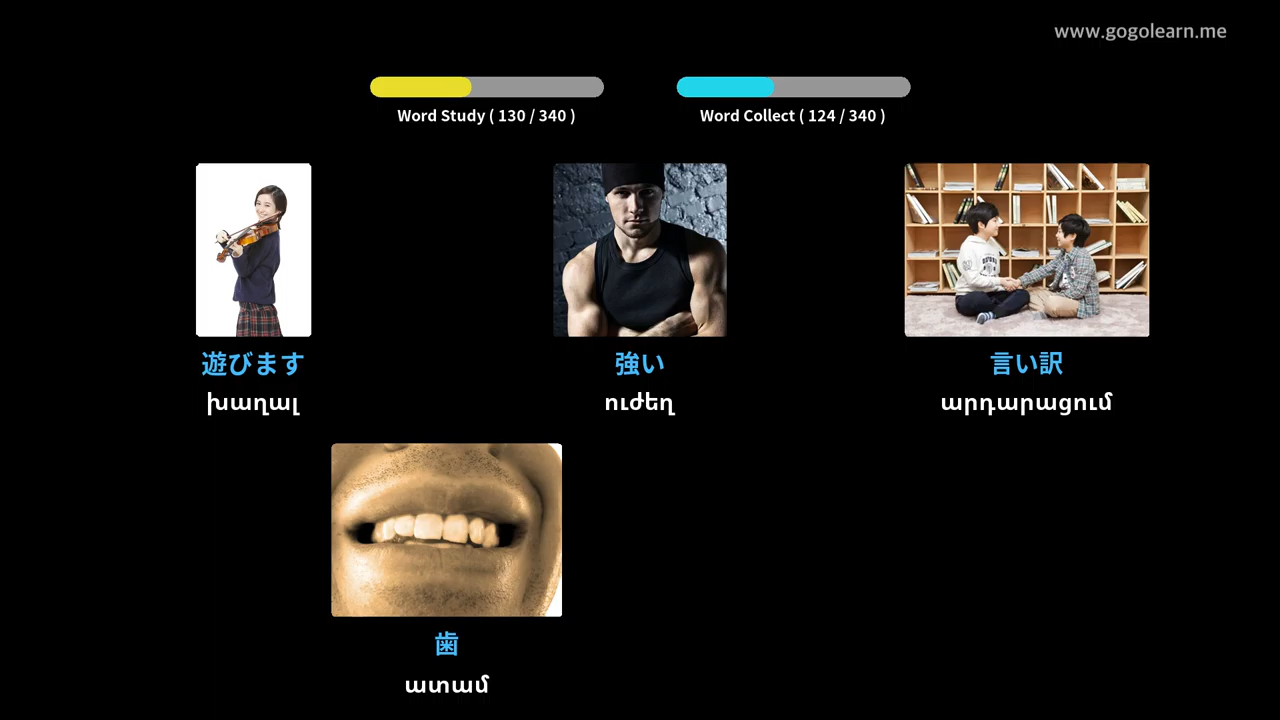 www.gogolearn.me
Word Study ( 130 / 340 )
Word Collect ( 124 / 340 )
遊びます
խաղալ
強い
ուժեղ
言い訳
արդարացում
歯
ատամ